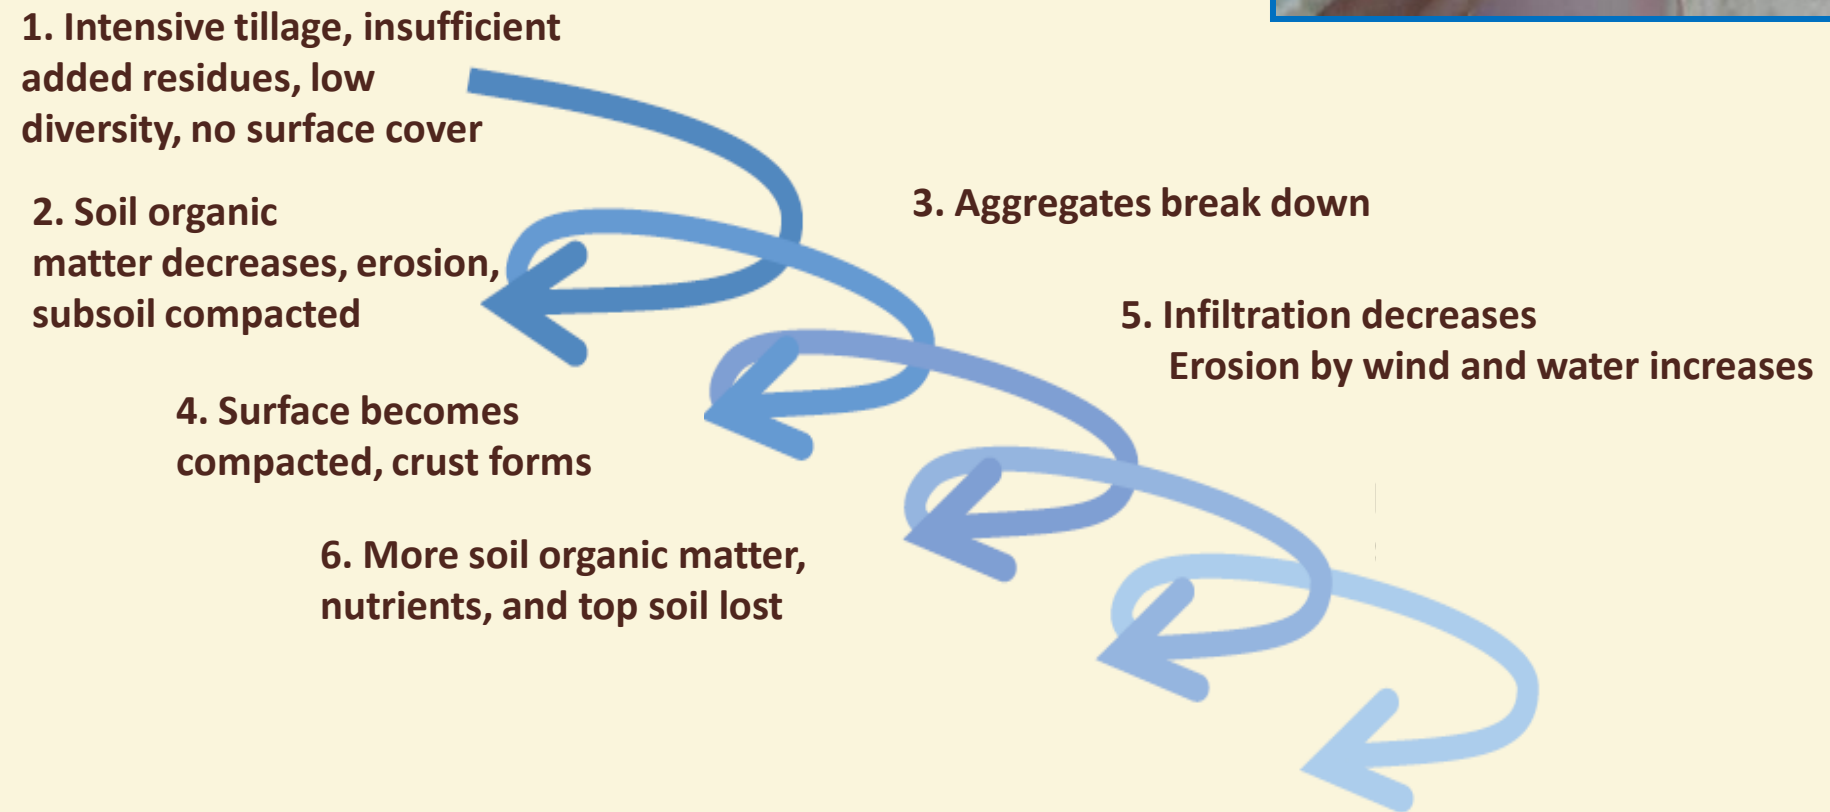 1. Intensive tillage, insufficient
added residues, low
diversity, no surface cover
2. Soil organic
matter decreases, erosion,
subsoil compacted
3. Aggregates break down
4. Surface becomes
compacted, crust forms
5. Infiltration decreases
Erosion by wind and water increases
6. More soil organic matter,
nutrients, and top soil lost